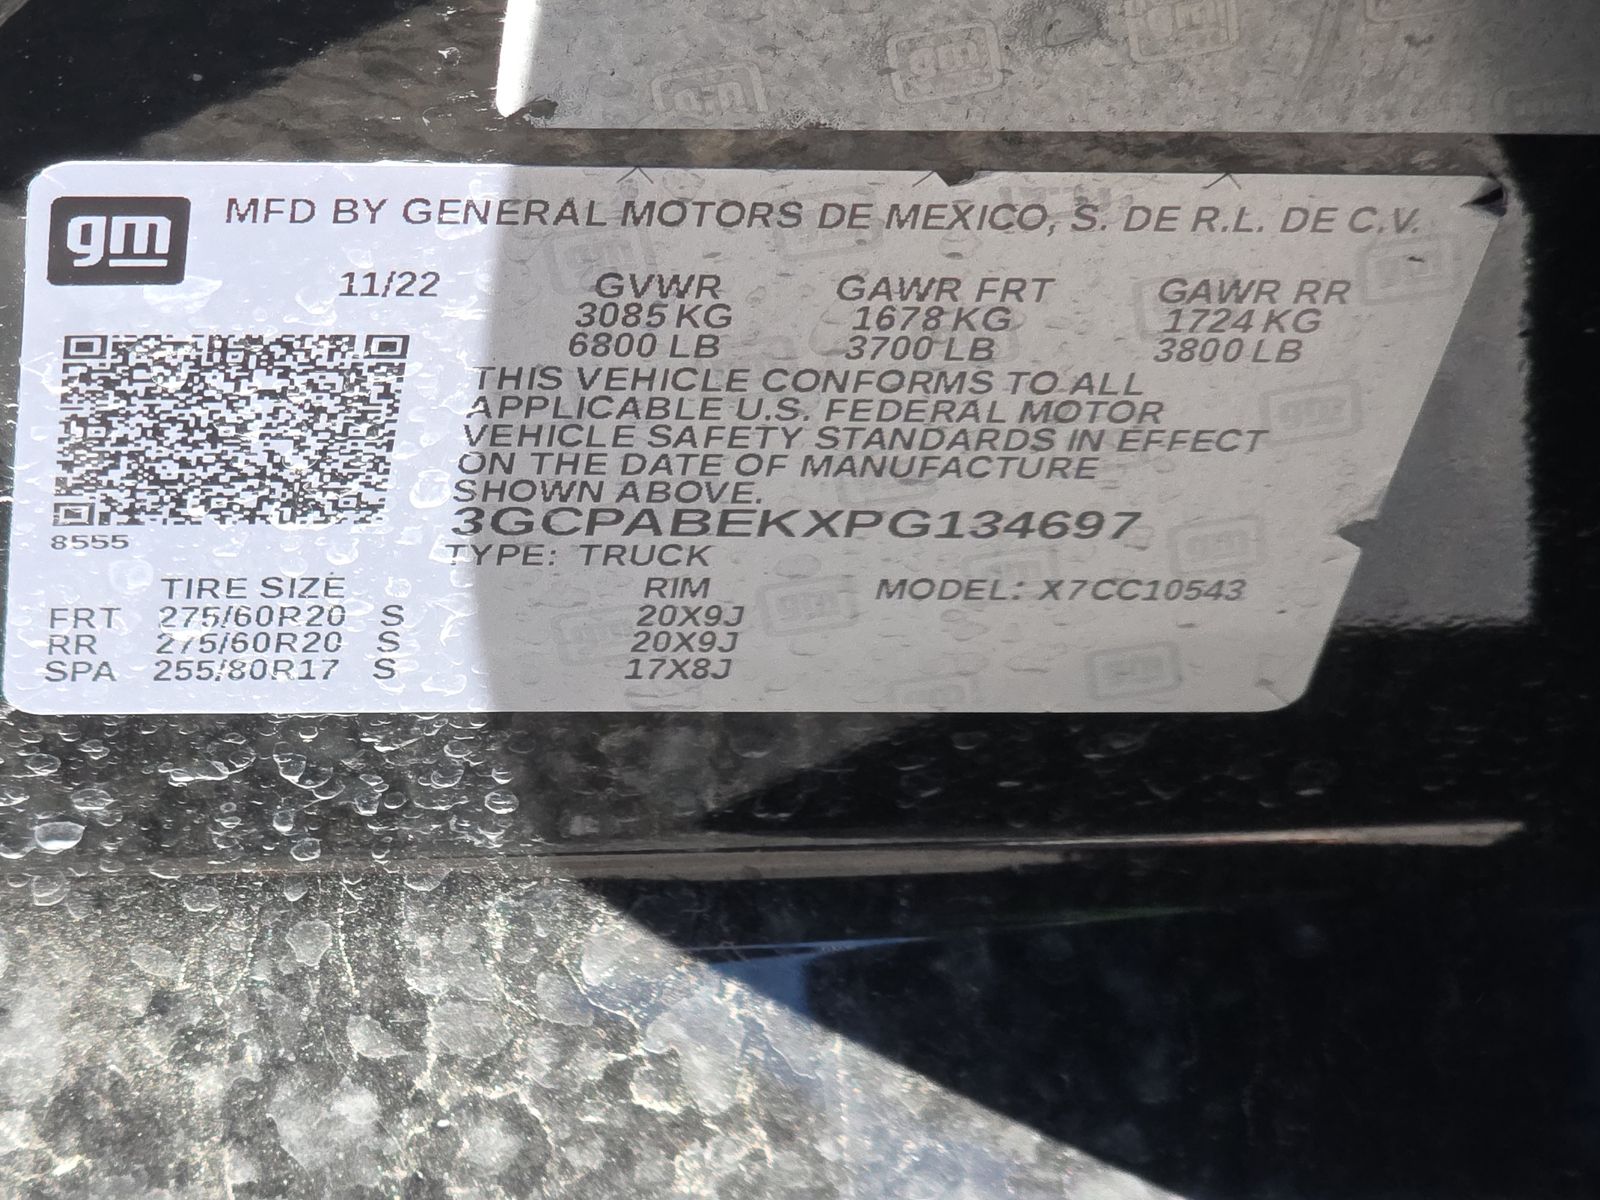 gm
MFD BY GENERAL MOTORS DE MEXICO, S. DE R.L. DE C.V.
11/22 GVWR GAWR FRT GAWR RR
3085 KG 1678 KG 1724 KG
6800 LB 3700 LB 3800 LB
THIS VEHICLE CONFORMS TO ALL
APPLICABLE U.S. FEDERAL MOTOR
VEHICLE SAFETY STANDARDS IN EFFECT
ON THE DATE OF MANUFACTURE
SHOWN ABOVE.
3GCPABEKXPG134697
8555
TYPE: TRUCK
TIRE SIZE RIM MODEL: X7CC10543
FRT 275/60R20 S 20X9J
RR 275/60R20 S 20X9J
SPA 255/80R17 S 17X8J